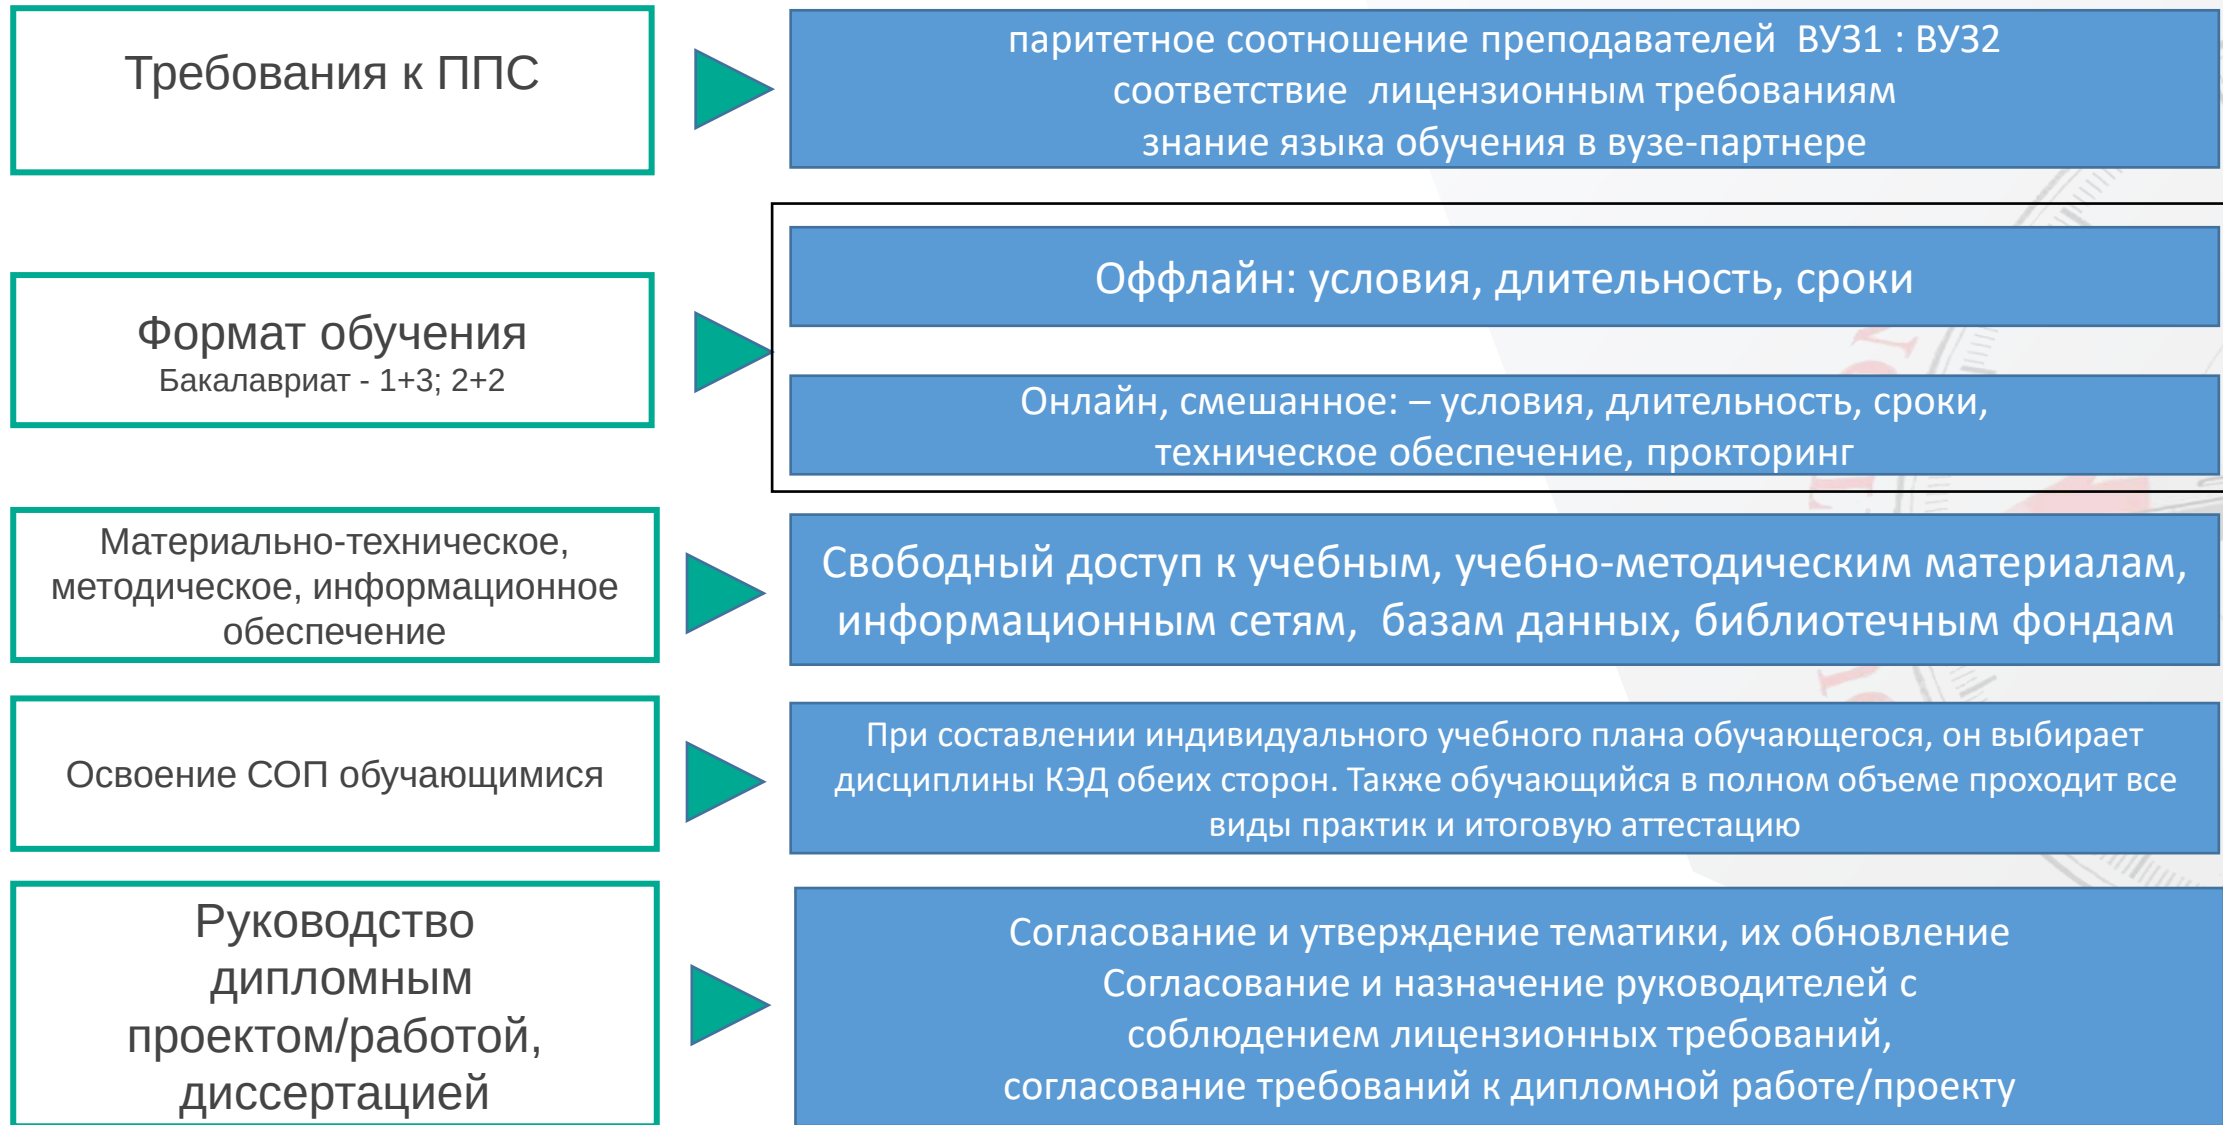 Требования к ППС
паритетное соотношение преподавателей ВУЗ1 : ВУЗ2
соответствие лицензионным требованиям
знание языка обучения в вузе-партнере
Формат обучения
Бакалавриат - 1+3; 2+2
Оффлайн: условия, длительность, сроки
Онлайн, смешанное: – условия, длительность, сроки,
техническое обеспечение, прокторинг
Материально-техническое,
методическое, информационное
обеспечение
Свободный доступ к учебным, учебно-методическим материалам,
информационным сетям, базам данных, библиотечным фондам
Освоение СОП обучающимися
При составлении индивидуального учебного плана обучающегося, он выбирает
дисциплины КЭД обеих сторон. Также обучающийся в полном объеме проходит все
виды практик и итоговую аттестацию
Руководство
дипломным
проектом/работой,
диссертацией
Согласование и утверждение тематики, их обновление
Согласование и назначение руководителей с
соблюдением лицензионных требований,
согласование требований к дипломной работе/проекту